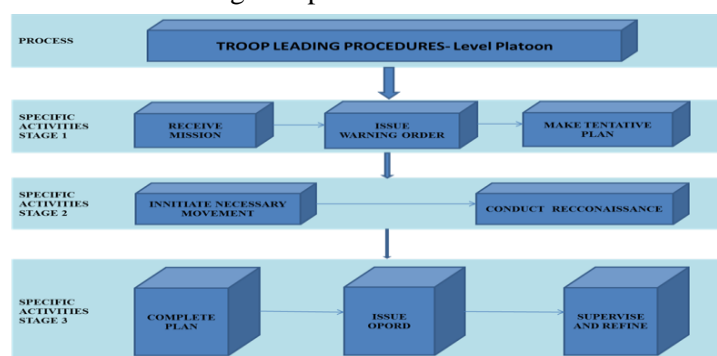 PROCESS
TROOP LEADING PROCEDURES- Level Platoon
SPECIFIC
ACTIVITIES
STAGE 1
RECEIVE
MISSION
ISSUE
WARNING ORDER
MAKE TENTATIVE
PLAN
SPECIFIC
ACTIVITIES
STAGE 2
INNITIATE NECESSARY
MOVEMENT
CONDUCT RECCONAISSANCE
SPECIFIC
ACTIVITIES
STAGE 3
COMPLETE
PLAN
ISSUE
OPORD
SUPERVISE
AND REFINE